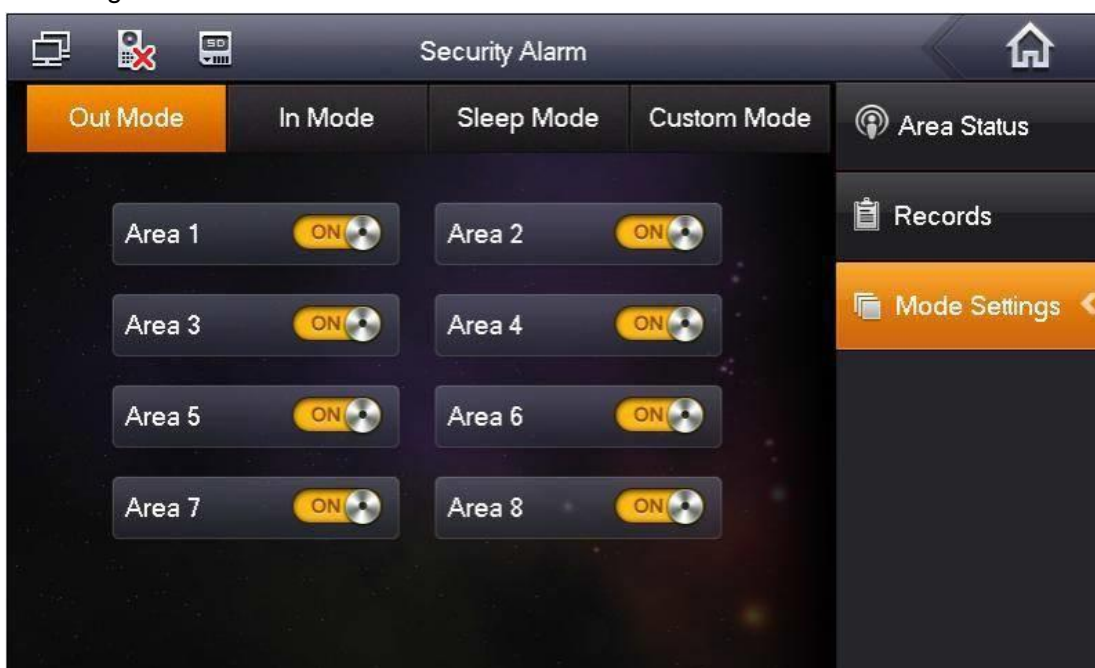 SD
Security Alarm
Out Mode
In Mode
Sleep Mode
Custom Mode
Area 1 ON
Area 2 ON
Area 3 ON
Area 4 ON
Area 5 ON
Area 6 ON
Area 7 ON
Area 8 ON
Area Status
Records
Mode Settings